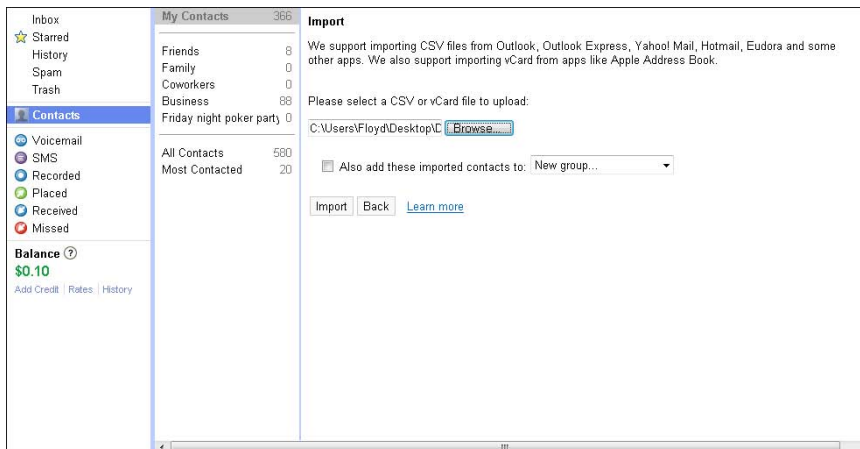 Inbox
Starred
History
Spam
Trash
Contacts
Voicemail
SMS
Recorded
Placed
Received
Missed
Balance ?
$0.10
Add Credit | Rates | History
My Contacts 366
Friends 8
Family 0
Coworkers 0
Business 88
Friday night poker party 0
All Contacts 580
Most Contacted 20
Import
We support importing CSV files from Outlook, Outlook Express, Yahoo! Mail, Hotmail, Eudora and some
other apps. We also support importing vCard from apps like Apple Address Book.
Please select a CSV or vCard file to upload:
C:\Users\Floyd\Desktop\D Browse...
Also add these imported contacts to: New group...
Import Back Learn more